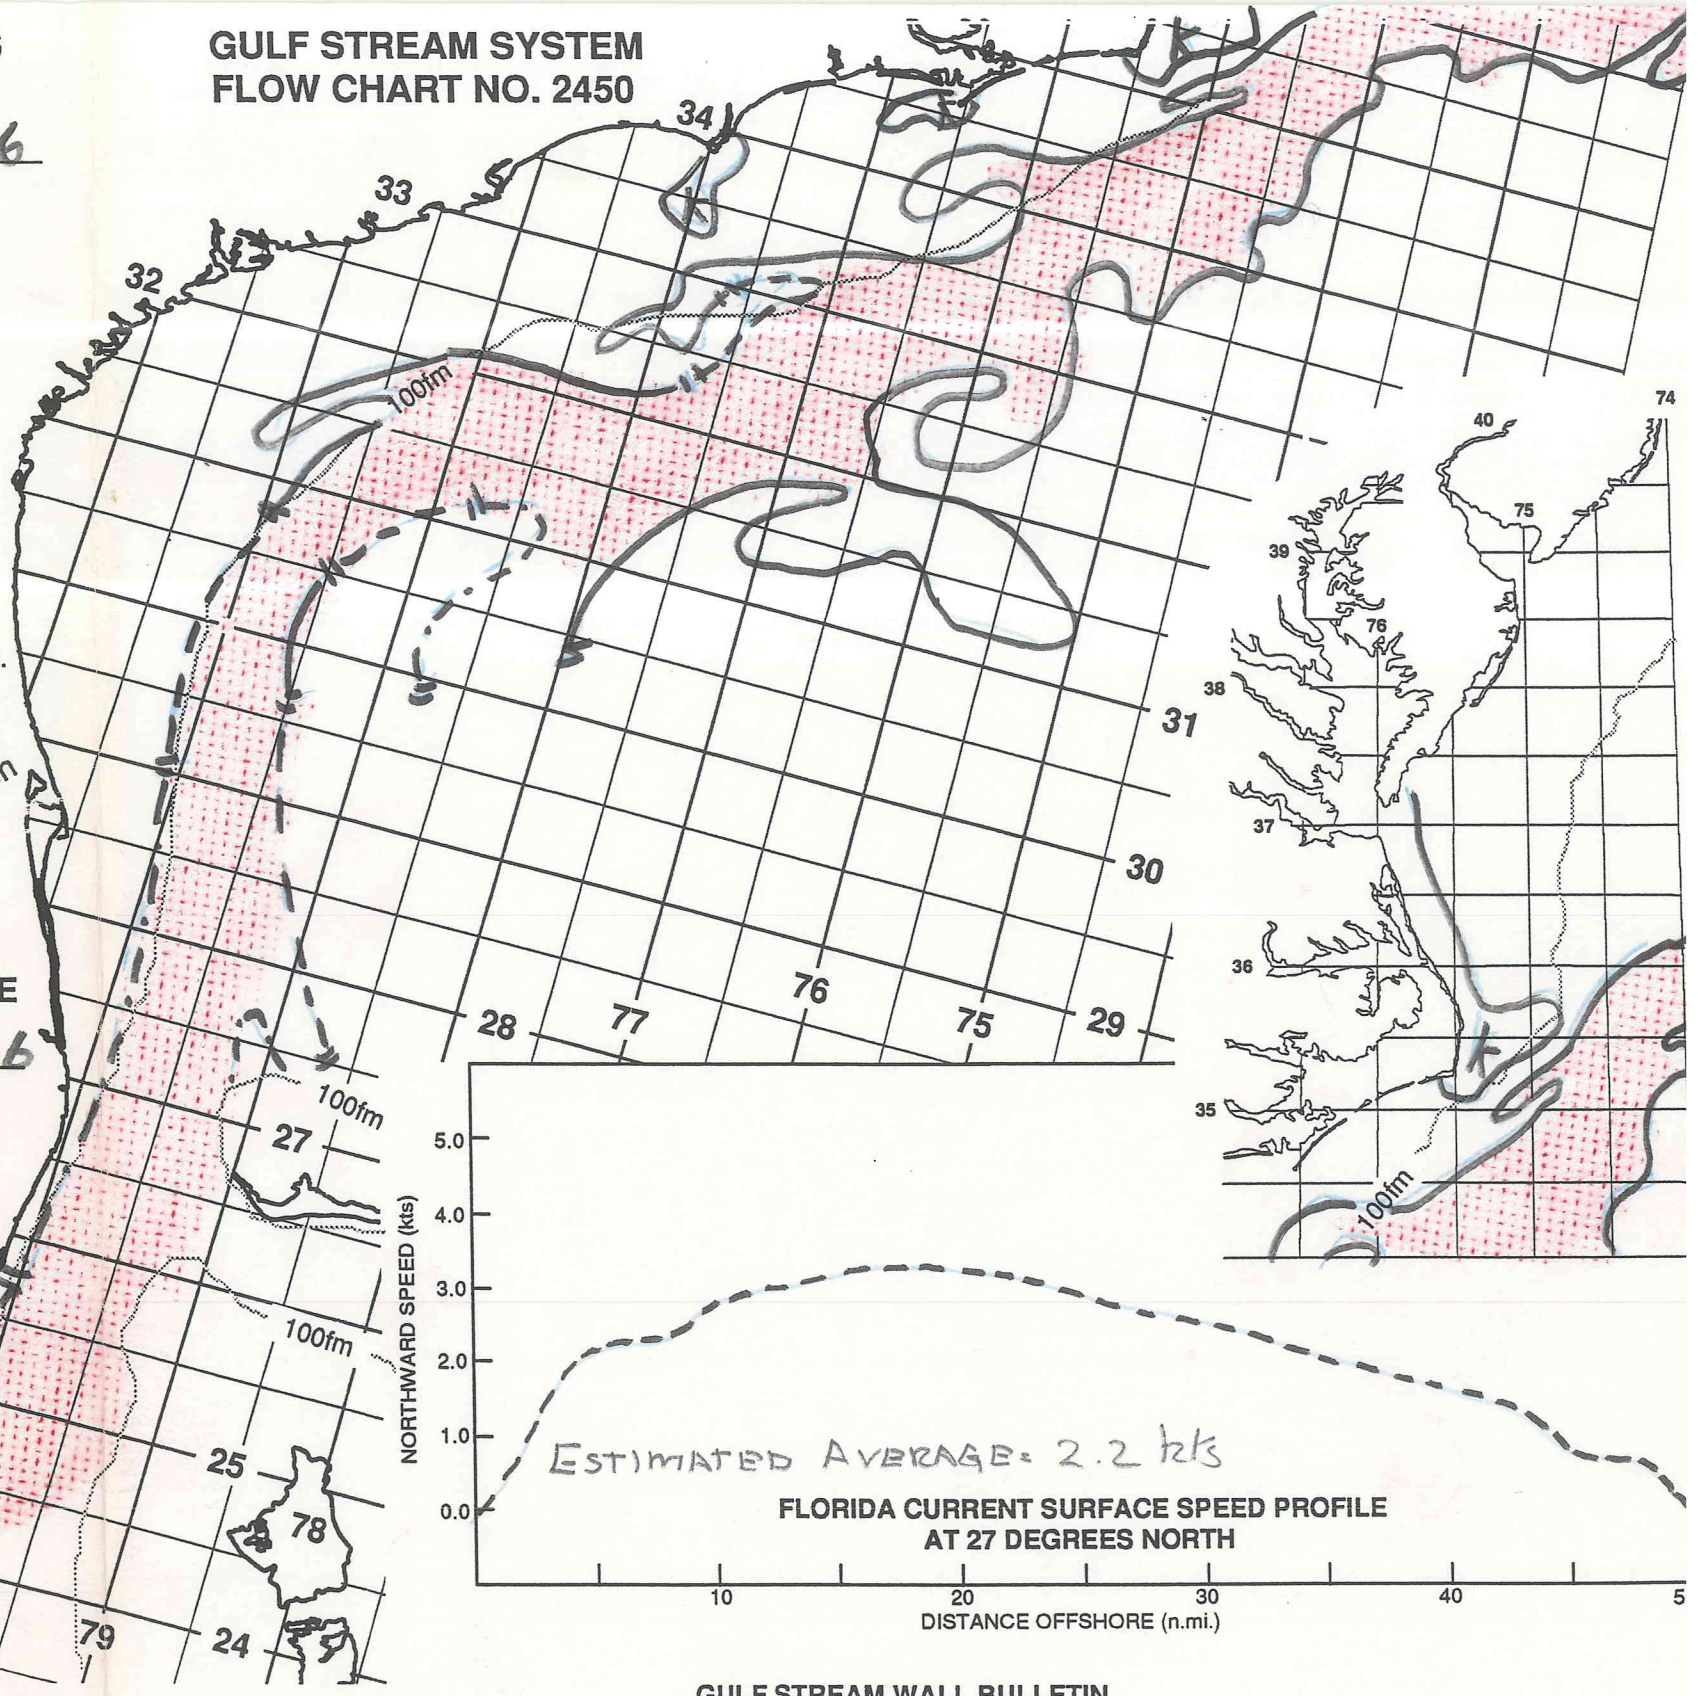 GULF STREAM SYSTEM
FLOW CHART NO. 2450
6
34
33
32
K
K
100fm
74
40
75
39
76
38
31
n
37
30
36
E
76
28
77
75
29
6
K
100fm
27
35
100fm
100fm
25
78
79
24
NORTHWARD SPEED (kts)
5.0
4.0
3.0
2.0
1.0
0.0
ESTIMATED AVERAGE: 2.2 kts
FLORIDA CURRENT SURFACE SPEED PROFILE
AT 27 DEGREES NORTH
10 20 30 40 5
DISTANCE OFFSHORE (n.mi.)
GULF STREAM WALL BULLETIN